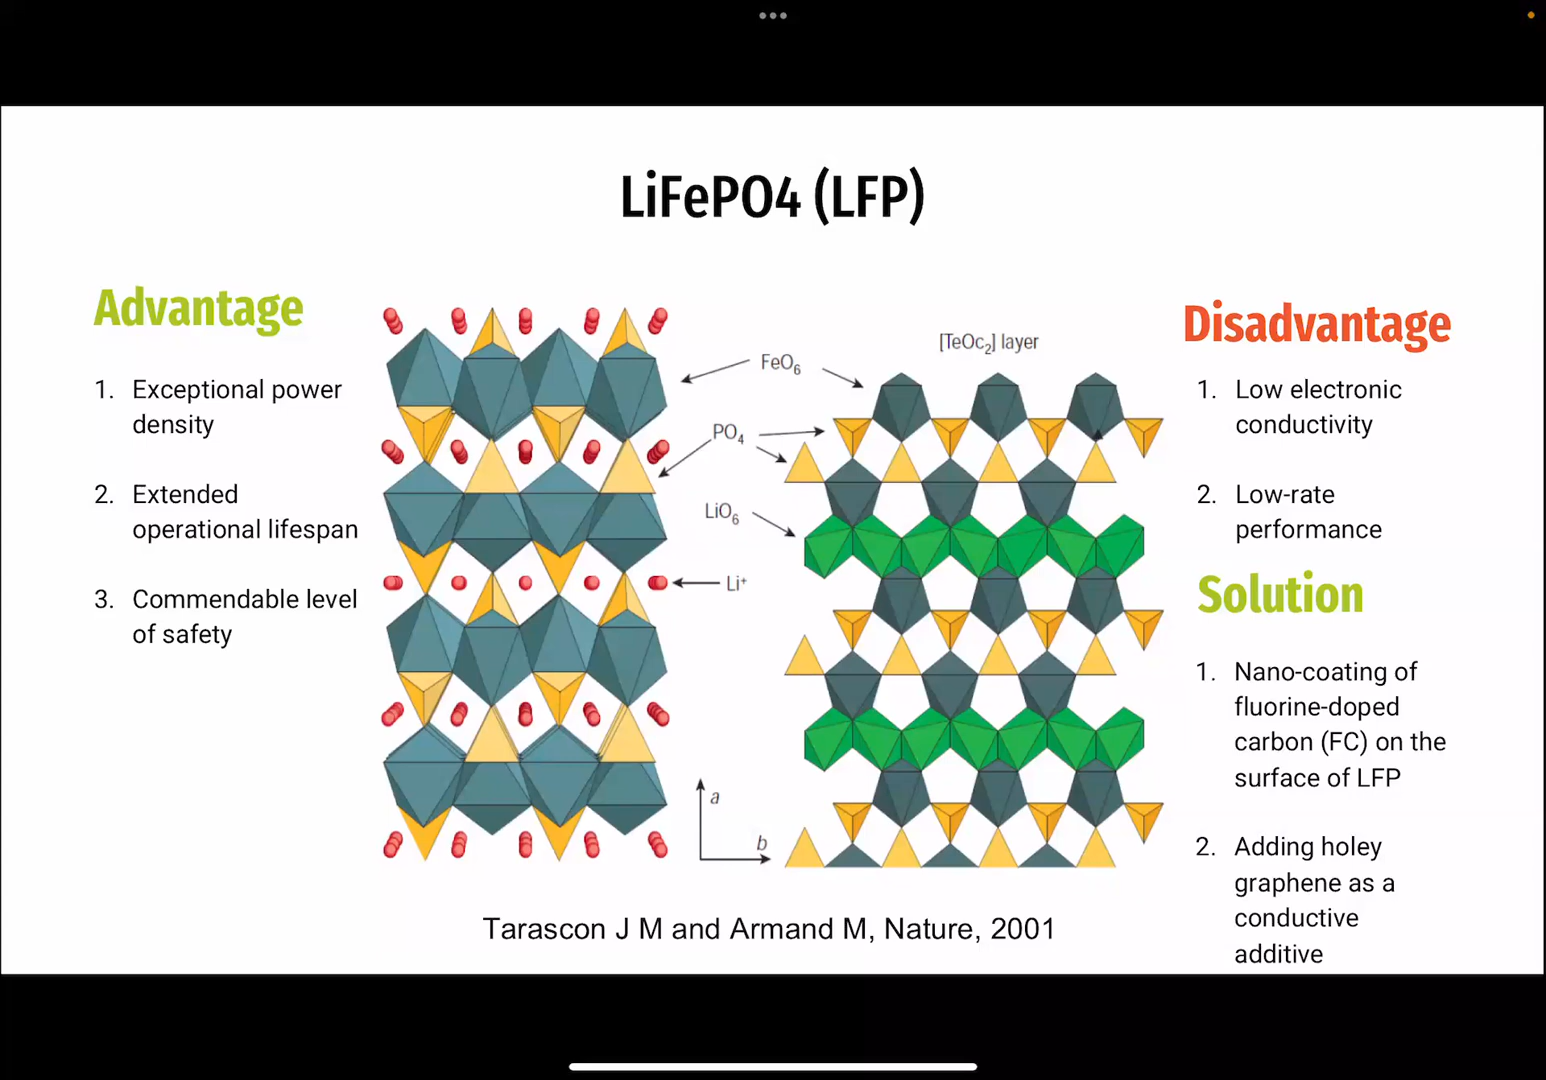 LiFePO4 (LFP)
Advantage
1. Exceptional power
density
2. Extended
operational lifespan
3. Commendable level
of safety
[TeOc₂] layer
FeO₆
PO₄
LiO₆
Li⁺
a
b
Tarascon J M and Armand M, Nature, 2001
Disadvantage
1. Low electronic
conductivity
2. Low-rate
performance
Solution
1. Nano-coating of
fluorine-doped
carbon (FC) on the
surface of LFP
2. Adding holey
graphene as a
conductive
additive